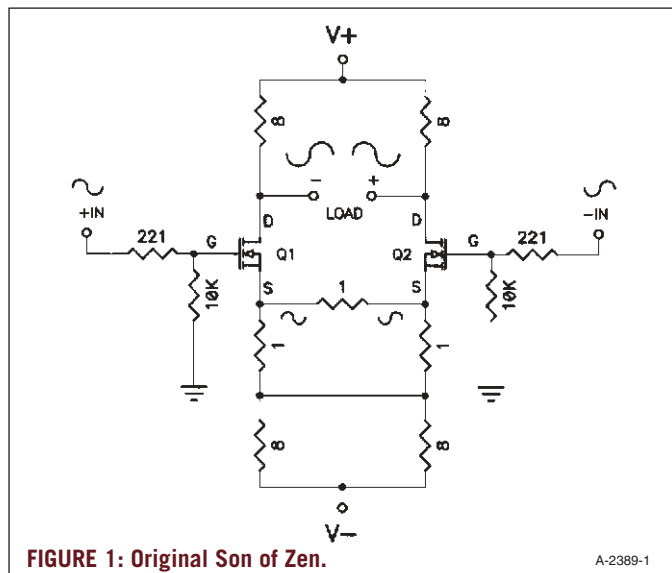 V+
8
8
-
+
LOAD
+IN
-IN
221
G
D
D
G
221
Q1
Q2
10K
10K
S
S
1
1
1
8
8
V-
FIGURE 1: Original Son of Zen.
A-2389-1